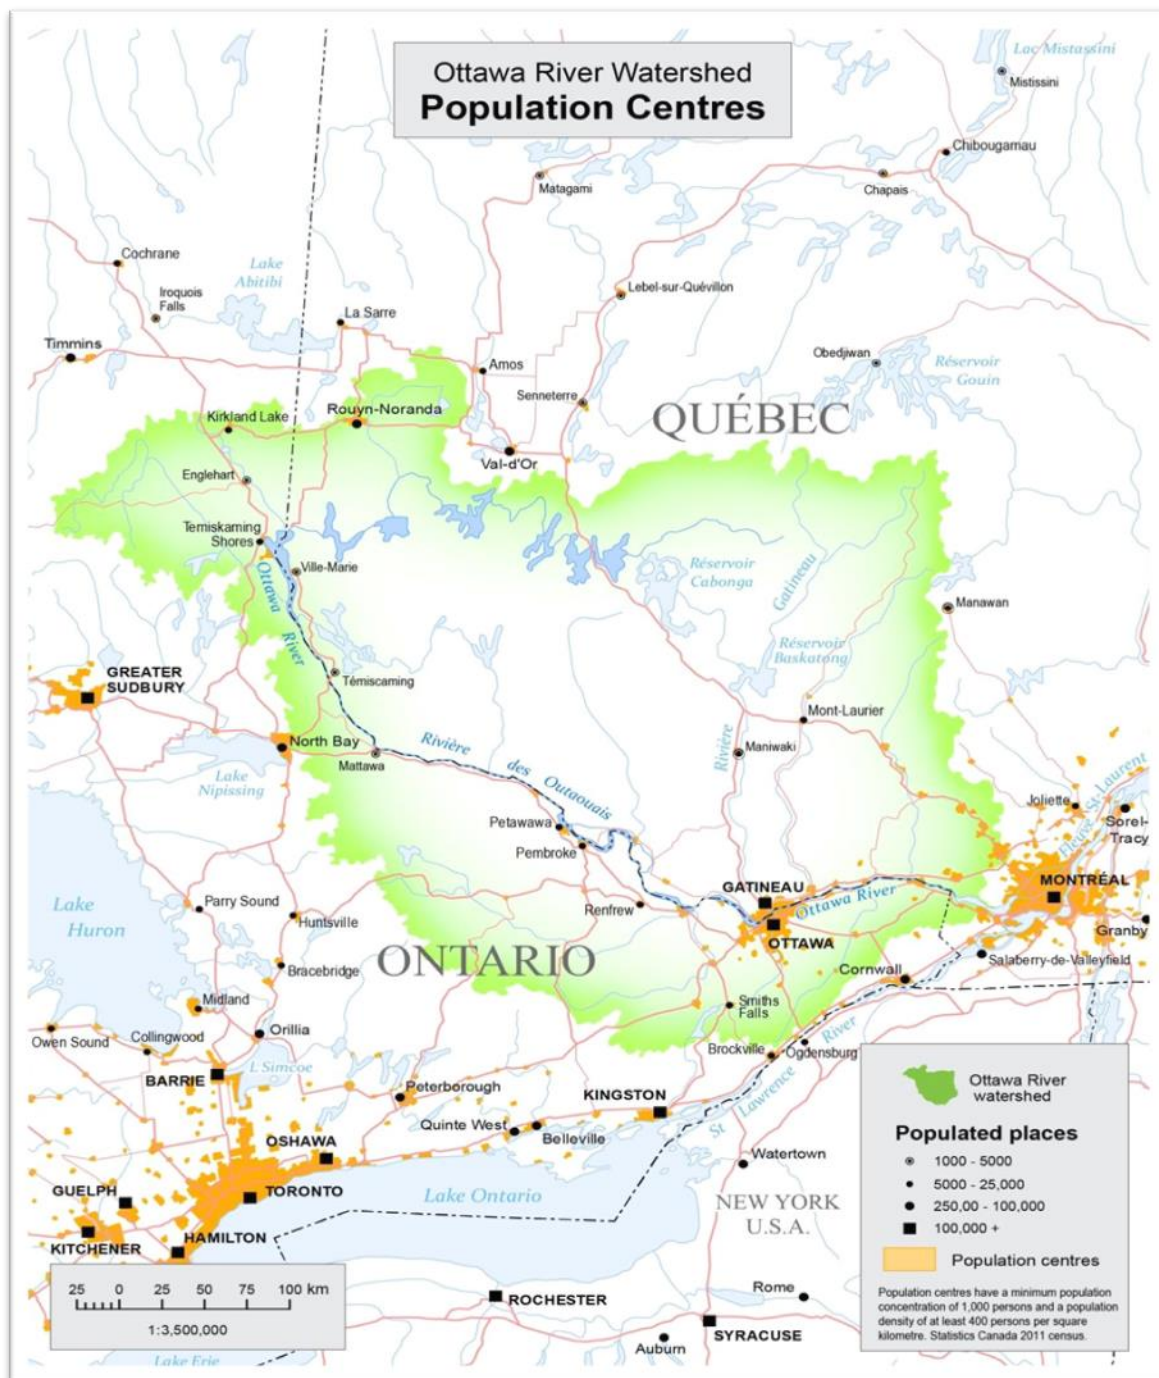 Ottawa River Watershed
Population Centres
Lac Mistassini
Mistissini
Chibougamau
Chapais
Matagami
Cochrane
Lake
Abitibi
Iroquois
Falls
Lebel-sur-Quévillon
La Sarre
Timmins
Obedjiwan
Réservoir
Gouin
Amos
Senneterre
QUÉBEC
Kirkland Lake
Rouyn-Noranda
Val-d'Or
Englehart
Temiskaming
Shores
Ville-Marie
Ottawa
River
Réservoir
Cabonga
Gatineau
Manawan
Réservoir
Baskatong
GREATER
SUDBURY
Témiscaming
Mont-Laurier
North Bay
Mattawa
Rivière
des Outaouais
Rivière
Maniwaki
Lake
Nipissing
Fleuve St-Laurent
Joliette
Sorel-
Tracy
Petawawa
Pembroke
GATINEAU
Ottawa River
MONTRÉAL
Lake
Huron
Parry Sound
Huntsville
Renfrew
OTTAWA
Granby
ONTARIO
Bracebridge
Cornwall
Salaberry-de-Valleyfield
Midland
Smiths
Falls
Owen Sound
Collingwood
Orillia
Brockville
Ogdensburg
L Simcoe
BARRIE
Peterborough
KINGSTON
St Lawrence River
Quinte West
Belleville
OSHAWA
Watertown
GUELPH
TORONTO
Lake Ontario
NEW YORK
U.S.A.
KITCHENER
HAMILTON
Rome
ROCHESTER
SYRACUSE
Auburn
Lake Erie
25 0 25 50 75 100 km
1:3,500,000
Ottawa River
watershed
Populated places
1000 - 5000
5000 - 25,000
250,00 - 100,000
100,000 +
Population centres
Population centres have a minimum population
concentration of 1,000 persons and a population
density of at least 400 persons per square
kilometre. Statistics Canada 2011 census.